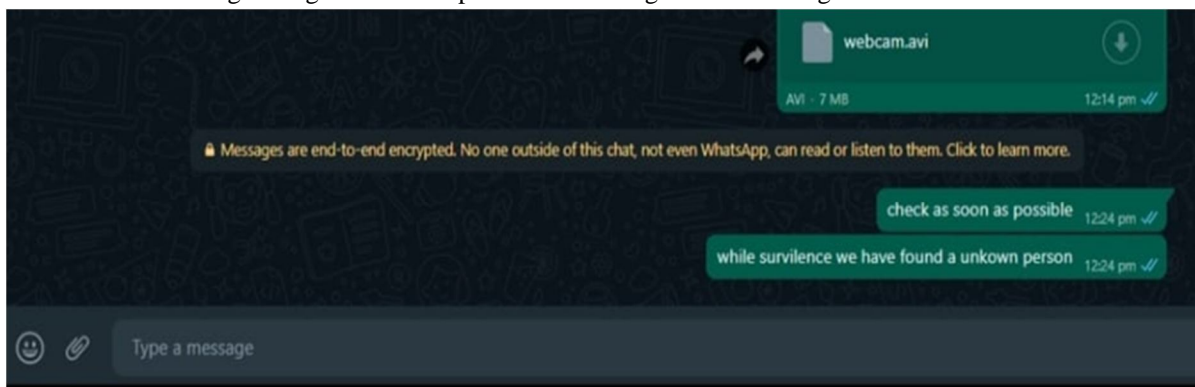 webcam.avi
AVI · 7 MB 12:14 pm
Messages are end-to-end encrypted. No one outside of this chat, not even WhatsApp, can read or listen to them. Click to learn more.
check as soon as possible 12:24 pm
while survilence we have found a unkown person 12:24 pm
Type a message